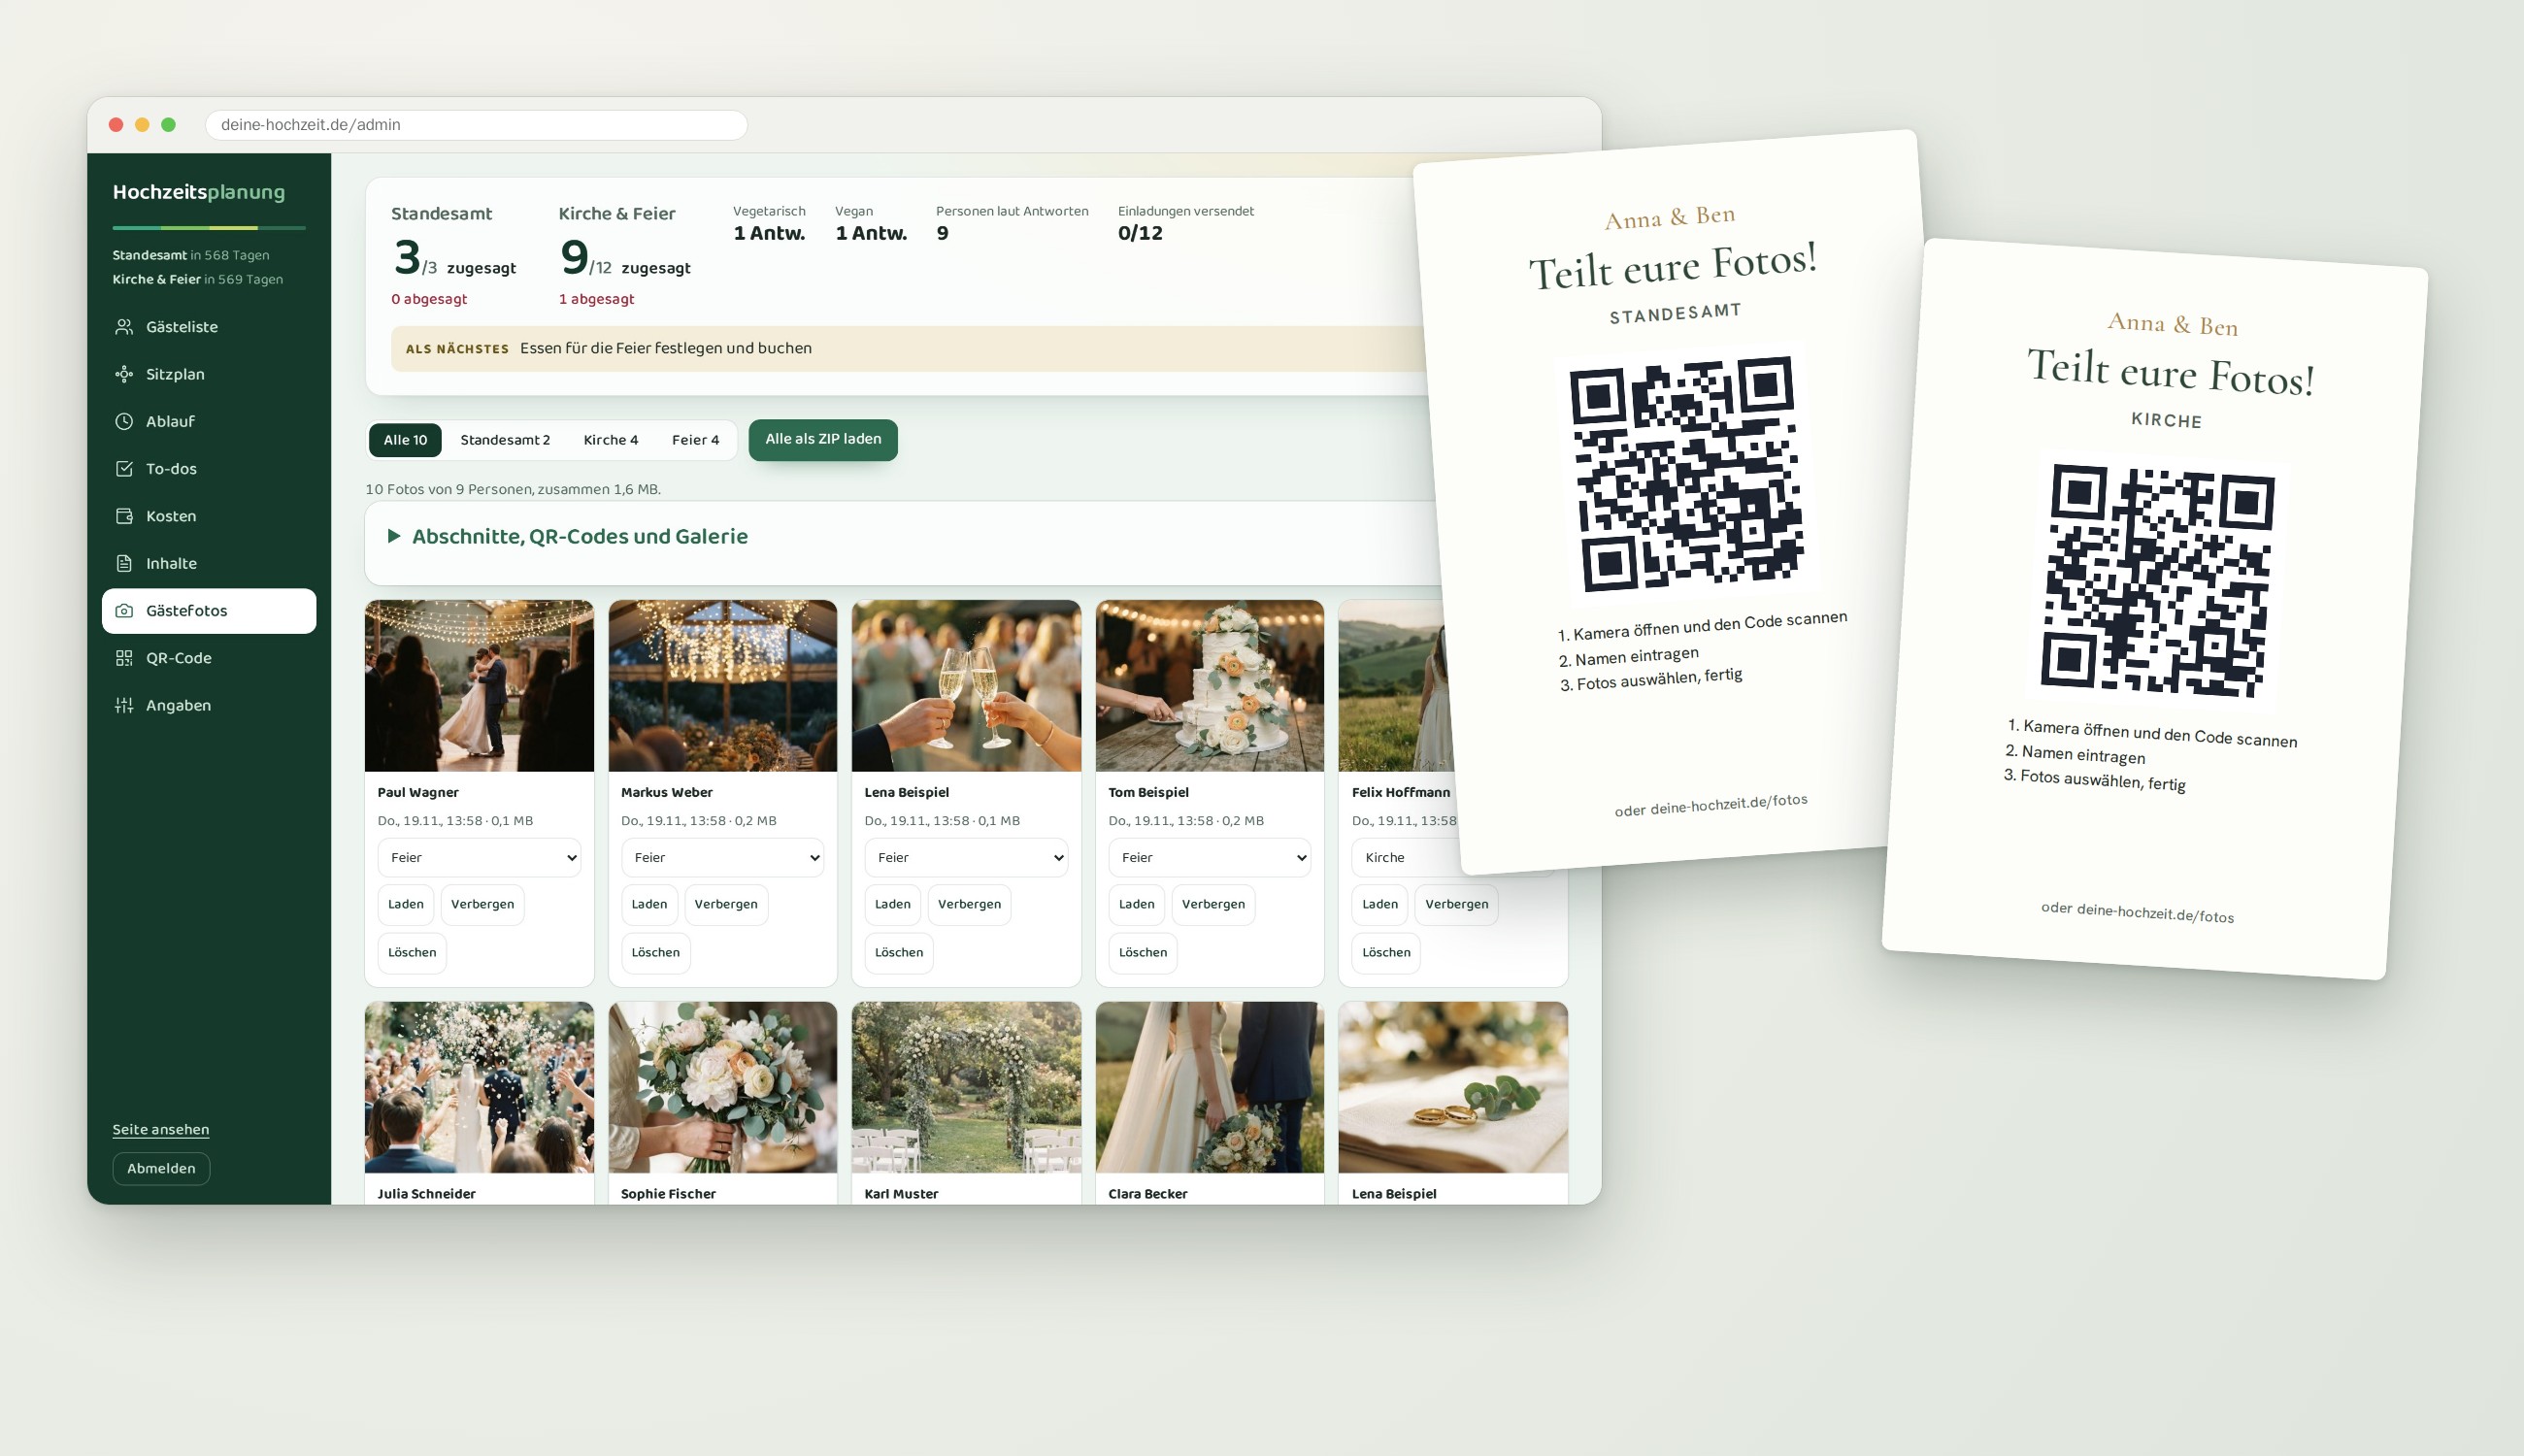 deine-hochzeit.de/admin
Hochzeitsplanung
Standesamt in 568 Tagen
Kirche & Feier in 569 Tagen
Gästeliste
Sitzplan
Ablauf
To-dos
Kosten
Inhalte
Gästefotos
QR-Code
Angaben
Seite ansehen
Abmelden
Standesamt
3/3 zugesagt
0 abgesagt
Kirche & Feier
9/12 zugesagt
1 abgesagt
Vegetarisch
1 Antw.
Vegan
1 Antw.
Personen laut Antworten
9
Einladungen versendet
0/12
ALS NÄCHSTES Essen für die Feier festlegen und buchen
Alle 10 Standesamt 2 Kirche 4 Feier 4 Alle als ZIP laden
10 Fotos von 9 Personen, zusammen 1,6 MB.
Abschnitte, QR-Codes und Galerie
Paul Wagner
Do., 19.11., 13:58 · 0,1 MB
Feier
Laden Verbergen
Löschen
Markus Weber
Do., 19.11., 13:58 · 0,2 MB
Feier
Laden Verbergen
Löschen
Lena Beispiel
Do., 19.11., 13:58 · 0,1 MB
Feier
Laden Verbergen
Löschen
Tom Beispiel
Do., 19.11., 13:58 · 0,2 MB
Feier
Laden Verbergen
Löschen
Felix Hoffmann
Do., 19.11., 13:58
Kirche
Laden Verbergen
Löschen
Julia Schneider
Sophie Fischer
Karl Muster
Clara Becker
Lena Beispiel
Anna & Ben
Teilt eure Fotos!
STANDESAMT
1. Kamera öffnen und den Code scannen
2. Namen eintragen
3. Fotos auswählen, fertig
oder deine-hochzeit.de/fotos
Anna & Ben
Teilt eure Fotos!
KIRCHE
1. Kamera öffnen und den Code scannen
2. Namen eintragen
3. Fotos auswählen, fertig
oder deine-hochzeit.de/fotos